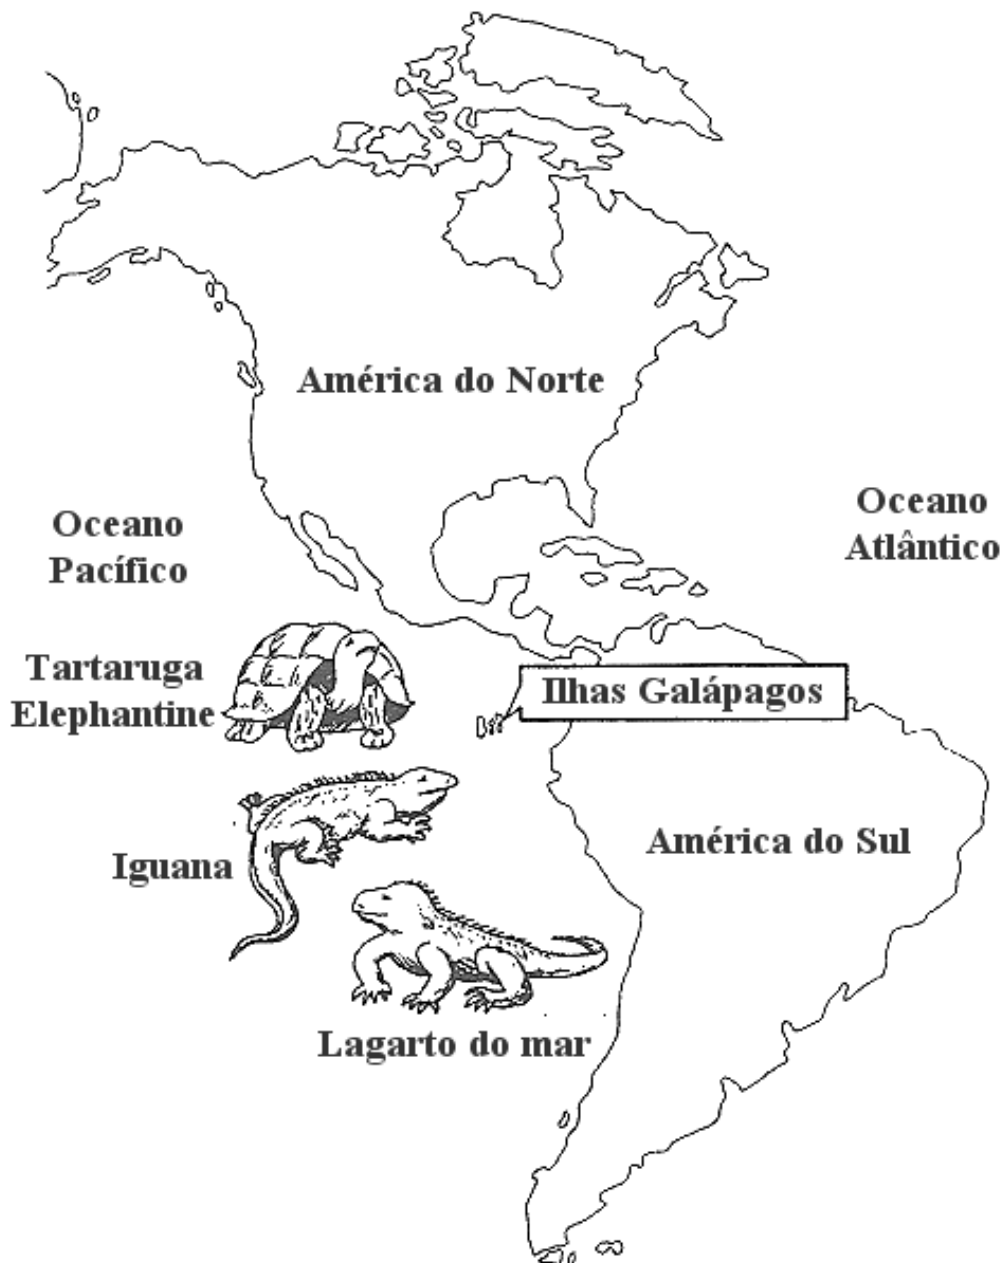 América do Norte
Oceano
Atlântico
Oceano
Pacífico
Tartaruga
Elephantine
Ilhas Galápagos
Iguana
América do Sul
Lagarto do mar